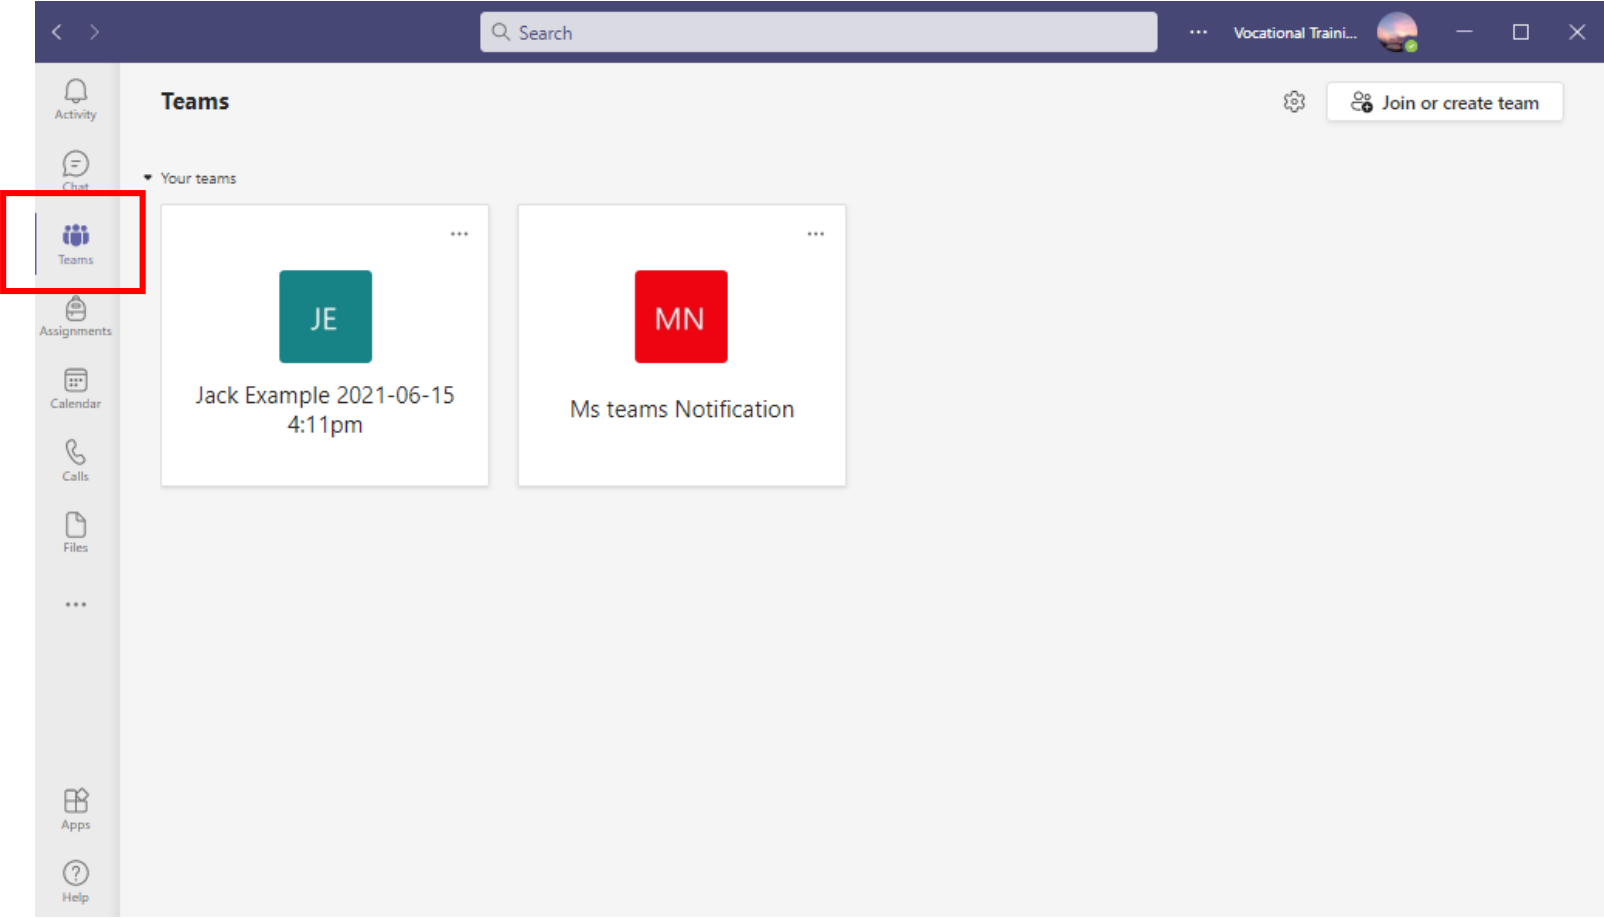 Search
Vocational Traini...
Activity
Chat
Teams
Assignments
Calendar
Calls
Files
Apps
Help
Teams
Join or create team
Your teams
JE
Jack Example 2021-06-15
4:11pm
MN
Ms teams Notification